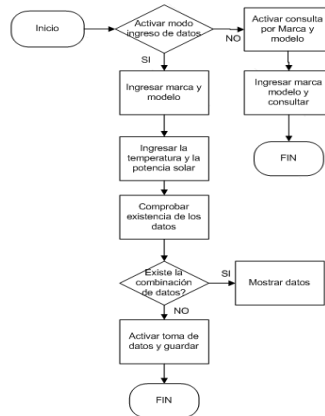 Inicio
Activar modo
ingreso de datos
NO
Activar consulta
por Marca y
modelo
SI
Ingresar marca y
modelo
Ingresar marca
modelo y
consultar
Ingresar la
temperatura y la
potencia solar
FIN
Comprobar
existencia de los
datos
Existe la
combinación
de datos?
SI
Mostrar datos
NO
Activar toma de
datos y guardar
FIN